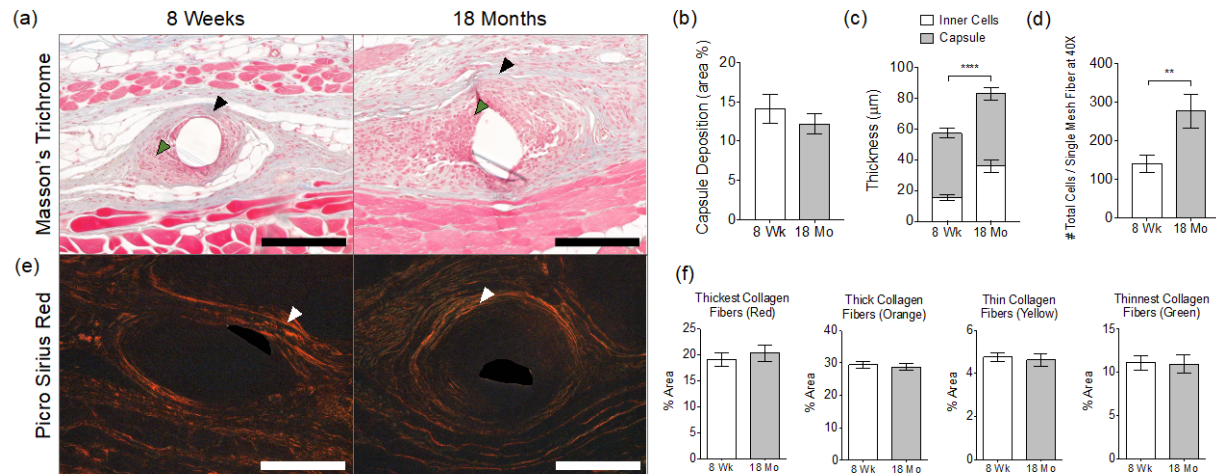 (a)
8 Weeks
18 Months
Masson's Trichrome
(b)
Capsule Deposition (area %)
20
15
10
5
0
8 Wk 18 Mo
(c)
Inner Cells
Capsule
Thickness (μm)
100
80
60
40
20
0
****
8 Wk 18 Mo
(d)
# Total Cells / Single Mesh Fiber at 40X
400
300
200
100
0
**
8 Wk 18 Mo
(e)
Picro Sirius Red
(f)
Thickest Collagen
Fibers (Red)
% Area
25
20
15
10
5
0
8 Wk 18 Mo
Thick Collagen
Fibers (Orange)
% Area
40
30
20
10
0
8 Wk 18 Mo
Thin Collagen
Fibers (Yellow)
% Area
6
4
2
0
8 Wk 18 Mo
Thinnest Collagen
Fibers (Green)
% Area
15
10
5
0
8 Wk 18 Mo